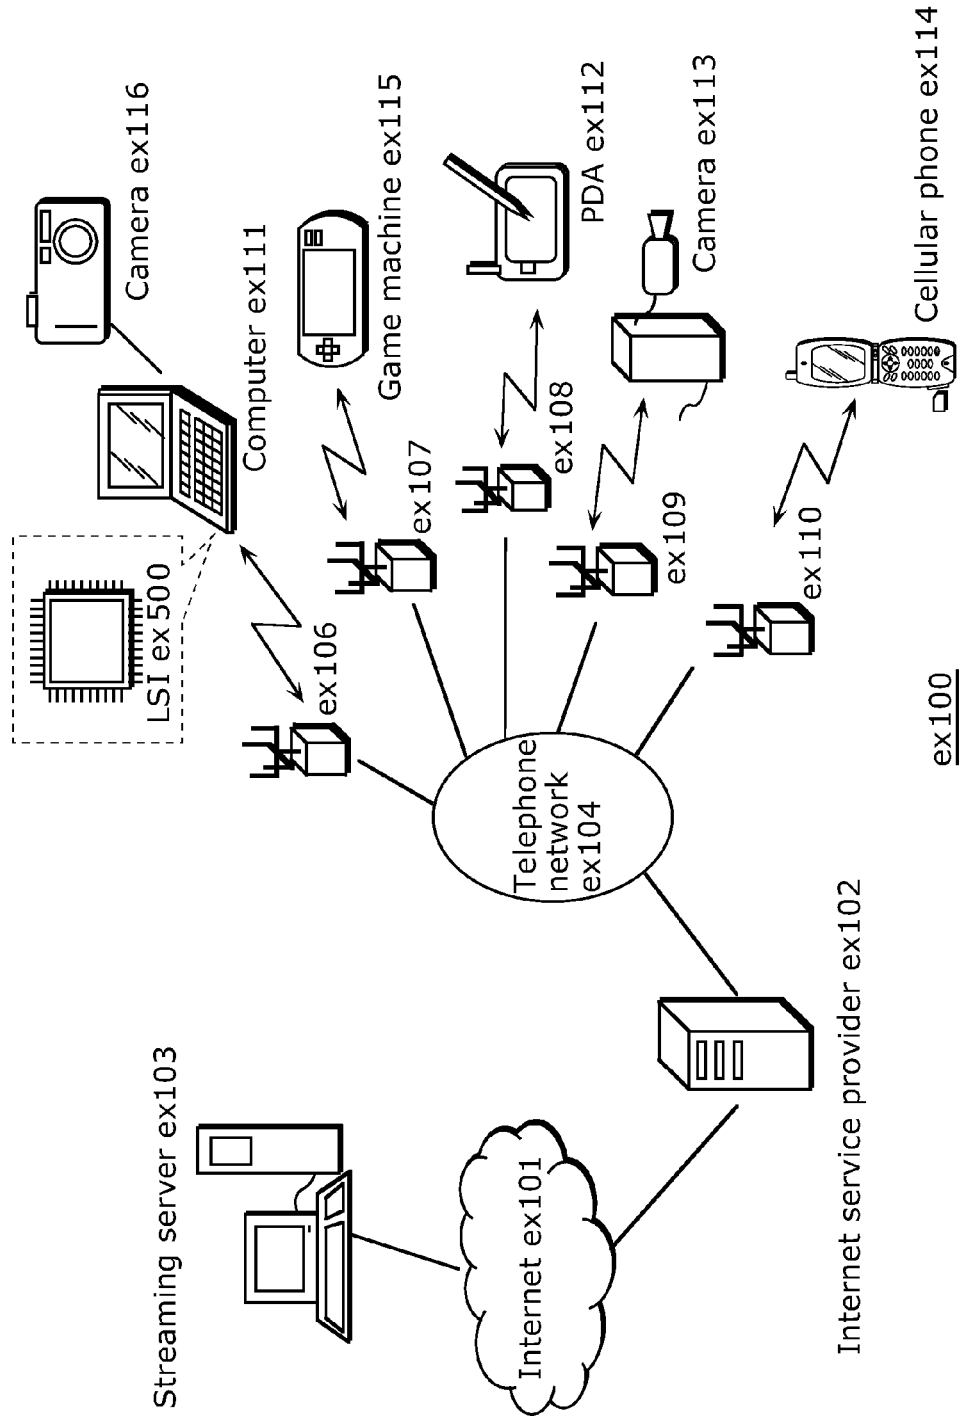 Streaming server ex103
Internet ex101
Internet service provider ex102
Telephone
network
ex104
LSI ex500
ex106
ex107
ex108
ex109
ex110
Camera ex116
Computer ex111
Game machine ex115
PDA ex112
Camera ex113
Cellular phone ex114
ex100